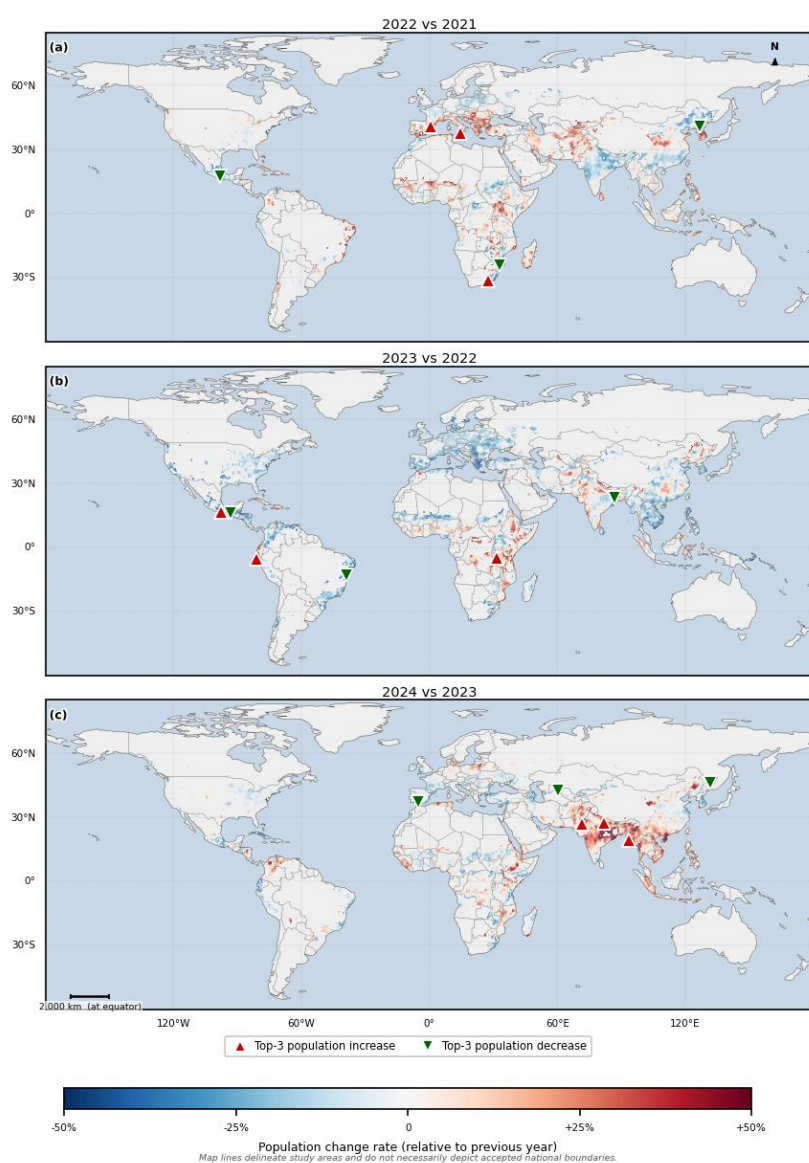 2022 vs 2021
(a)
N
60°N
30°N
0°
30°S
2023 vs 2022
(b)
60°N
30°N
0°
30°S
2024 vs 2023
(c)
60°N
30°N
0°
30°S
2,000 km (at equator)
120°W 60°W 0° 60°E 120°E
Top-3 population increase Top-3 population decrease
-50% -25% 0 +25% +50%
Population change rate (relative to previous year)
Map lines delineate study areas and do not necessarily depict accepted national boundaries.